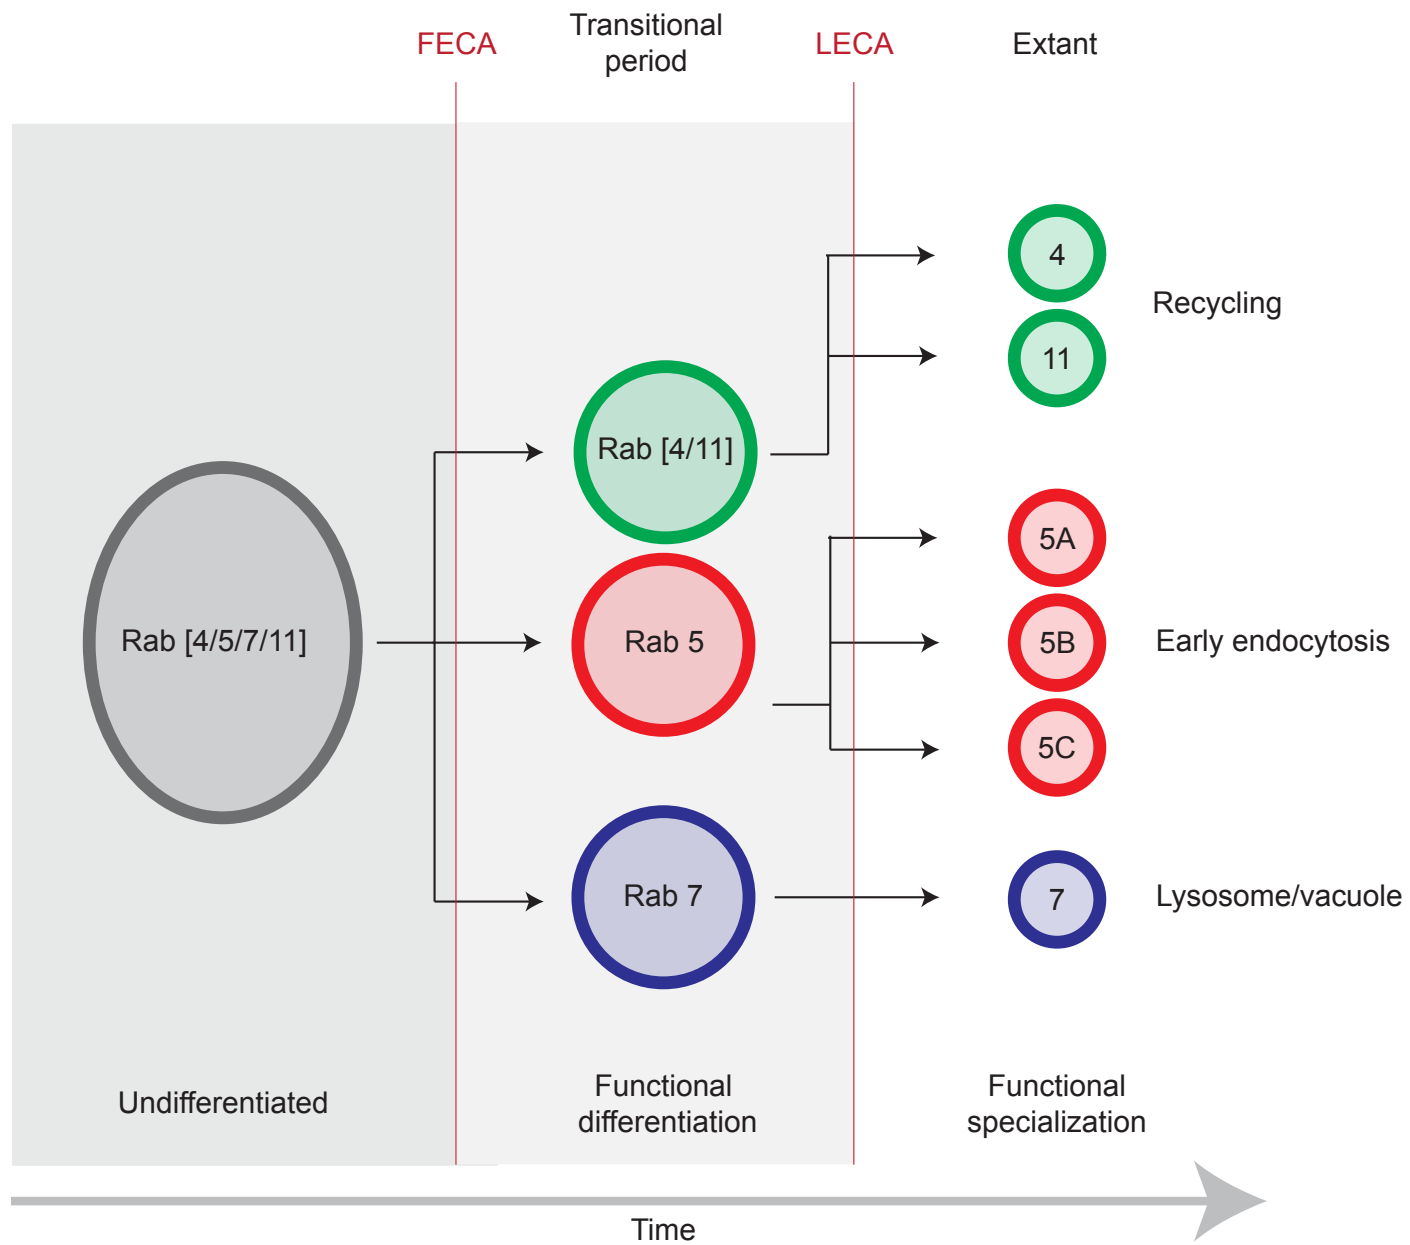 FECA
Transitional
period
LECA
Extant
4
Recycling
11
Rab [4/11]
5A
Rab [4/5/7/11]
Rab 5
5B
Early endocytosis
5C
Rab 7
7
Lysosome/vacuole
Undifferentiated
Functional
differentiation
Functional
specialization
Time